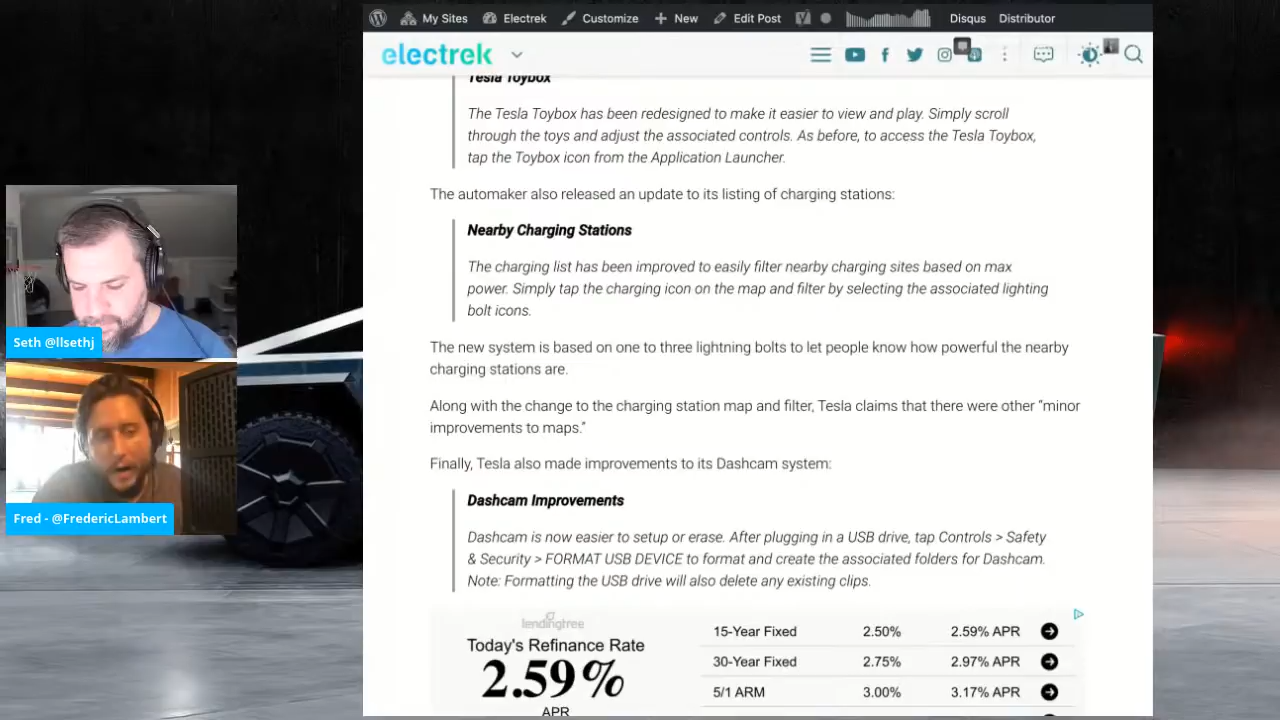 My Sites
Electrek
Customize
New
Edit Post
Disqus
Distributor
electrek
Tesla Toybox
The Tesla Toybox has been redesigned to make it easier to view and play. Simply scroll
through the toys and adjust the associated controls. As before, to access the Tesla Toybox,
tap the Toybox icon from the Application Launcher.
The automaker also released an update to its listing of charging stations:
Nearby Charging Stations
The charging list has been improved to easily filter nearby charging sites based on max
power. Simply tap the charging icon on the map and filter by selecting the associated lighting
bolt icons.
The new system is based on one to three lightning bolts to let people know how powerful the nearby
charging stations are.
Along with the change to the charging station map and filter, Tesla claims that there were other “minor
improvements to maps.”
Finally, Tesla also made improvements to its Dashcam system:
Dashcam Improvements
Dashcam is now easier to setup or erase. After plugging in a USB drive, tap Controls > Safety
& Security > FORMAT USB DEVICE to format and create the associated folders for Dashcam.
Note: Formatting the USB drive will also delete any existing clips.
lendingtree
Today's Refinance Rate
2.59%
APR
15-Year Fixed 2.50% 2.59% APR
30-Year Fixed 2.75% 2.97% APR
5/1 ARM 3.00% 3.17% APR
Seth @llsethj
Fred - @FredericLambert